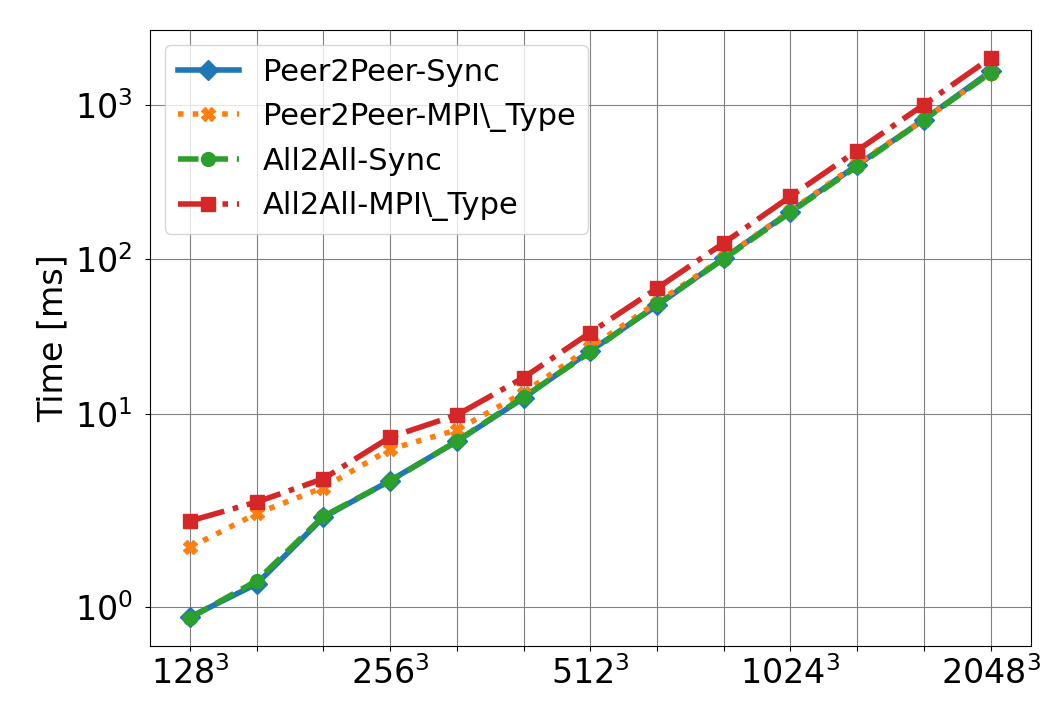 Peer2Peer-Sync
Peer2Peer-MPI\_Type
All2All-Sync
All2All-MPI\_Type
Time [ms]
10³
10²
10¹
10⁰
128³ 256³ 512³ 1024³ 2048³